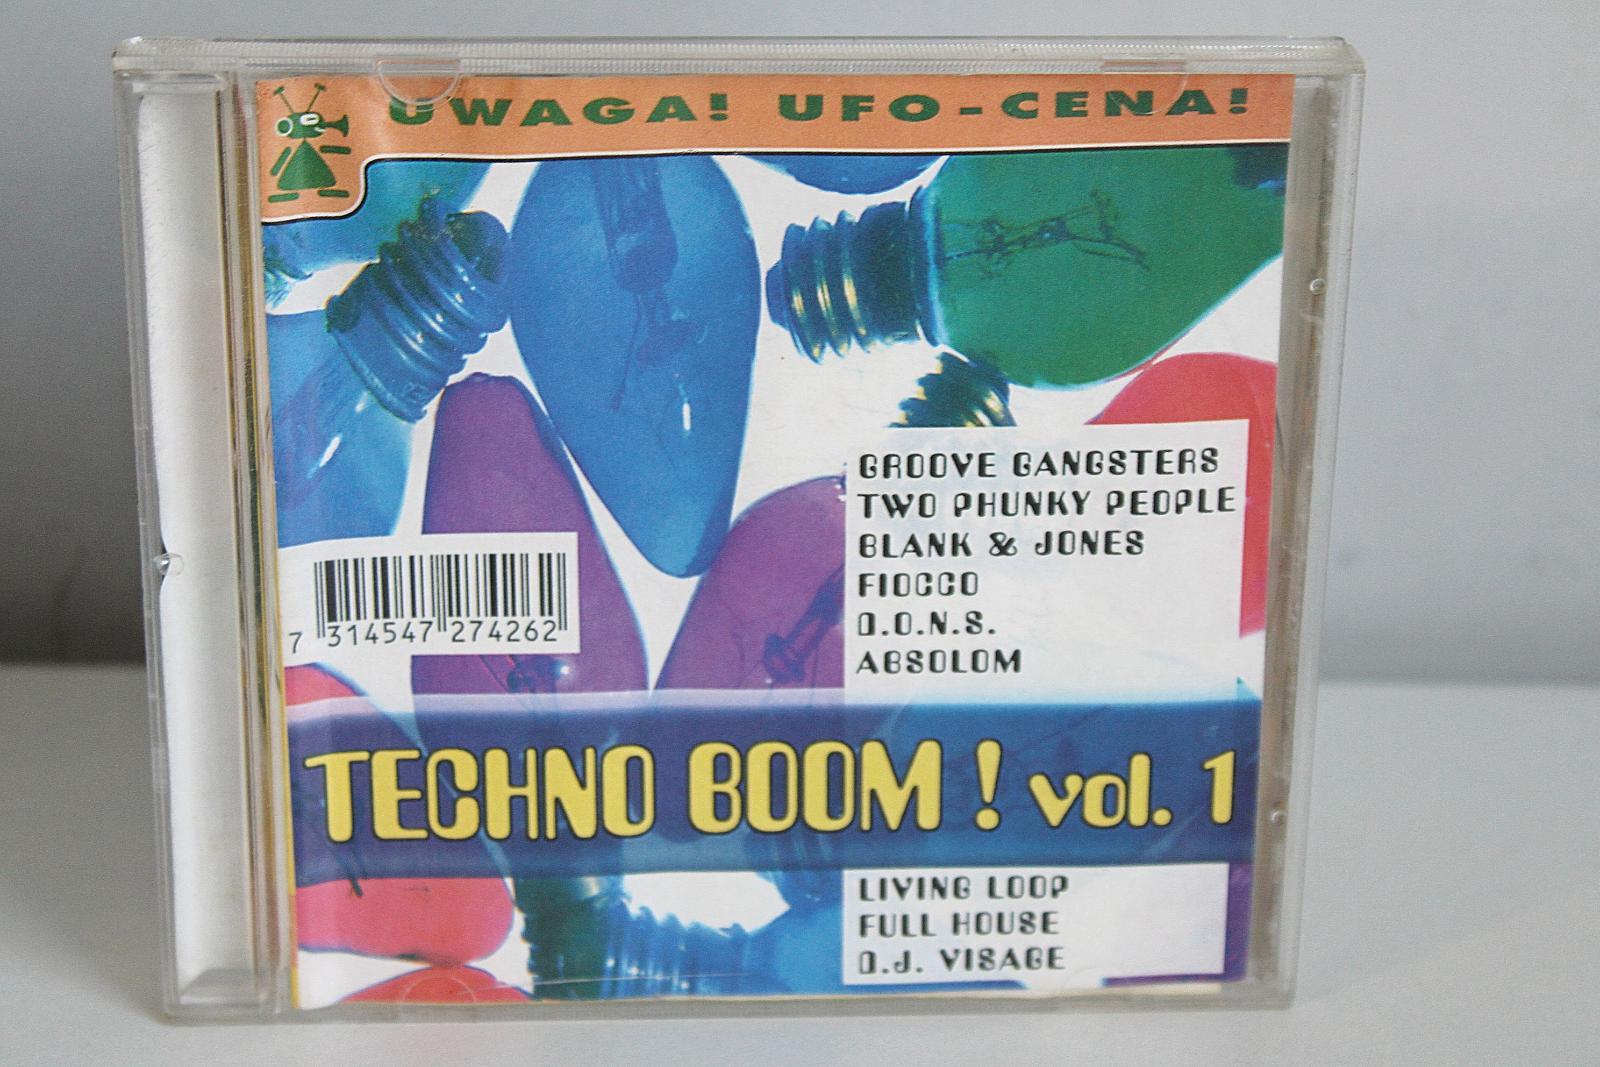 UWAGA! UFO-CENA!
GROOVE GANGSTERS
TWO PHUNKY PEOPLE
BLANK & JONES
FIOCCO
D.O.N.S.
ABSOLOM
7 314547 274262
TECHNO BOOM ! vol. 1
LIVING LOOP
FULL HOUSE
D.J. VISAGE